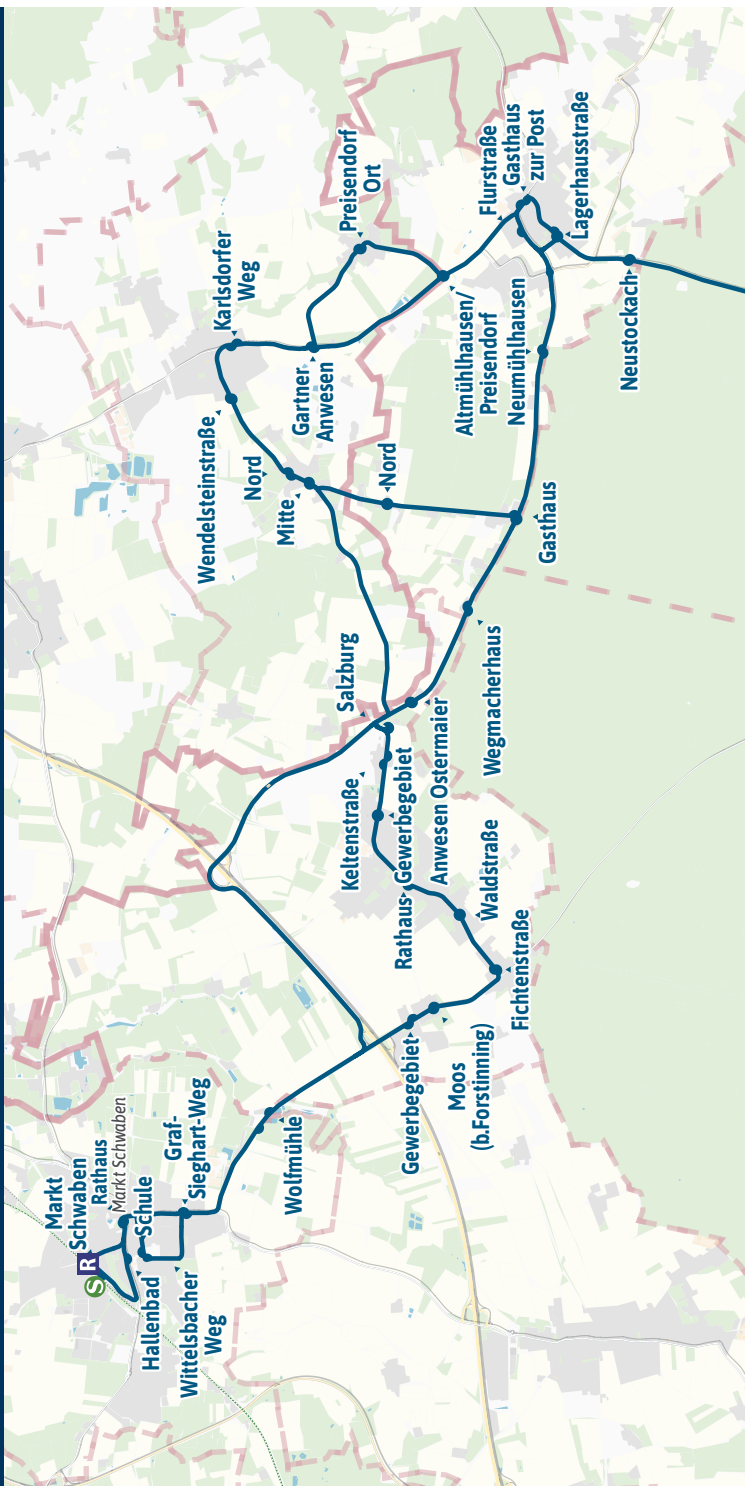 Markt
Schwaben
S R
Rathaus
Markt Schwaben
Schule
Hallenbad
Wittelsbacher
Weg
Graf-
Sieghart-Weg
Wolfmühle
Gewerbegebiet
Moos
(b.Forstinning)
Fichtenstraße
Waldstraße
Rathaus
Gewerbegebiet
Keltenstraße
Anwesen Ostermaier
Salzburg
Wegmacherhaus
Gasthaus
Nord
Mitte
Nord
Wendelsteinstraße
Karlsdorfer
Weg
Gartner
Anwesen
Preisendorf
Ort
Altmühlhausen/
Preisendorf
Neumühlhausen
Flurstraße
Gasthaus
zur Post
Lagerhausstraße
Neustockach